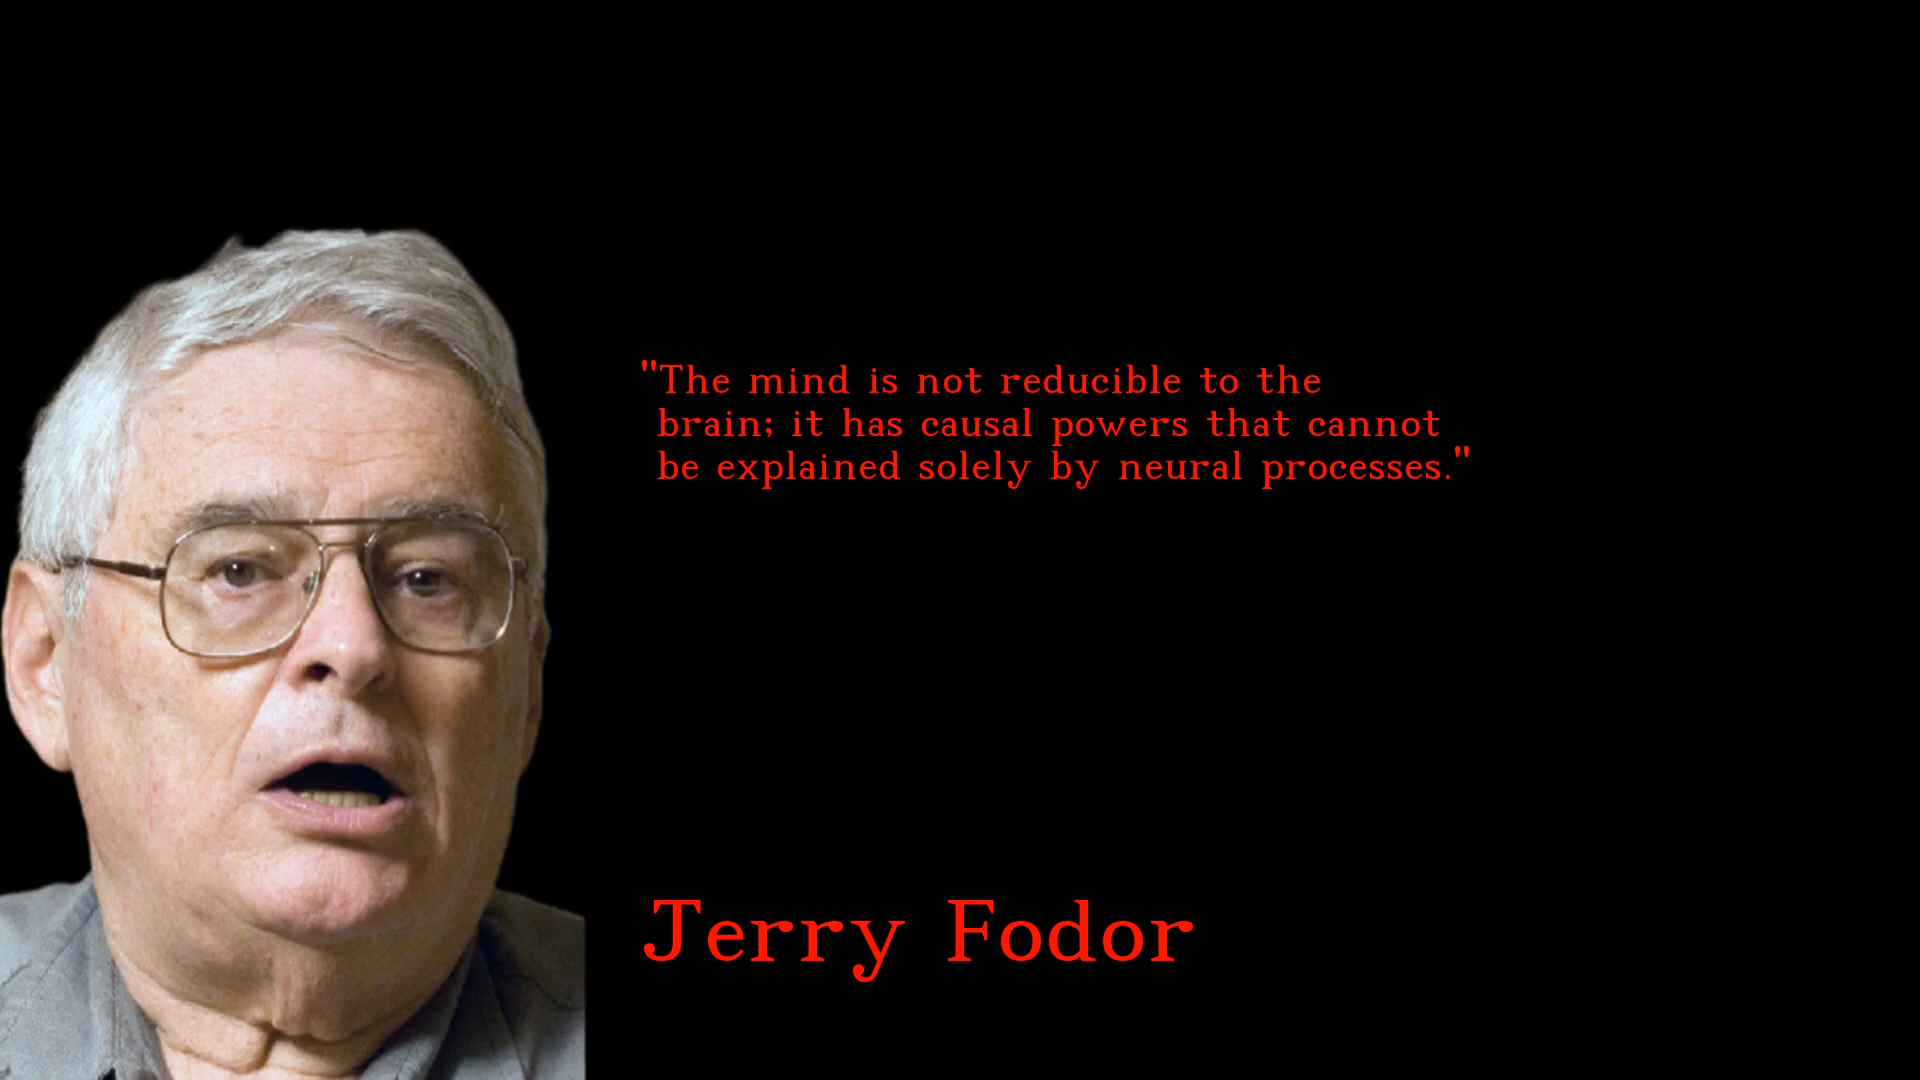 "The mind is not reducible to the
brain; it has causal powers that cannot
be explained solely by neural processes."
Jerry Fodor